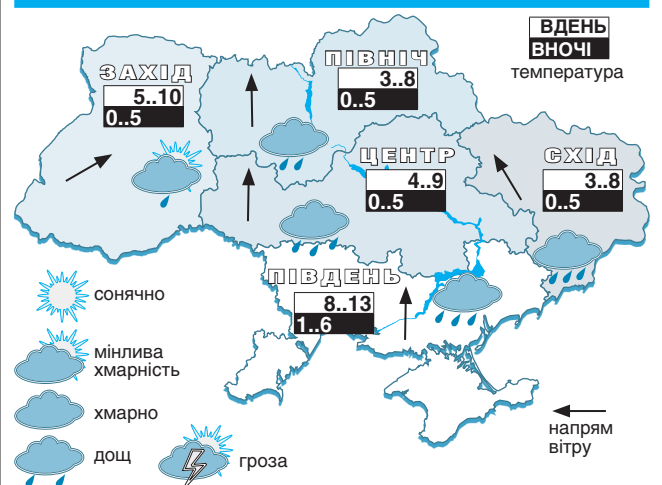 ВДЕНЬ
ВНОЧІ
температура
ЗАХІД
5..10
0..5
ПІВНІЧ
3..8
0..5
ЦЕНТР
4..9
0..5
СХІД
3..8
0..5
ПІВДЕНЬ
8..13
1..6
сонячно
мінлива
хмарність
хмарно
дощ
гроза
напрям
вітру